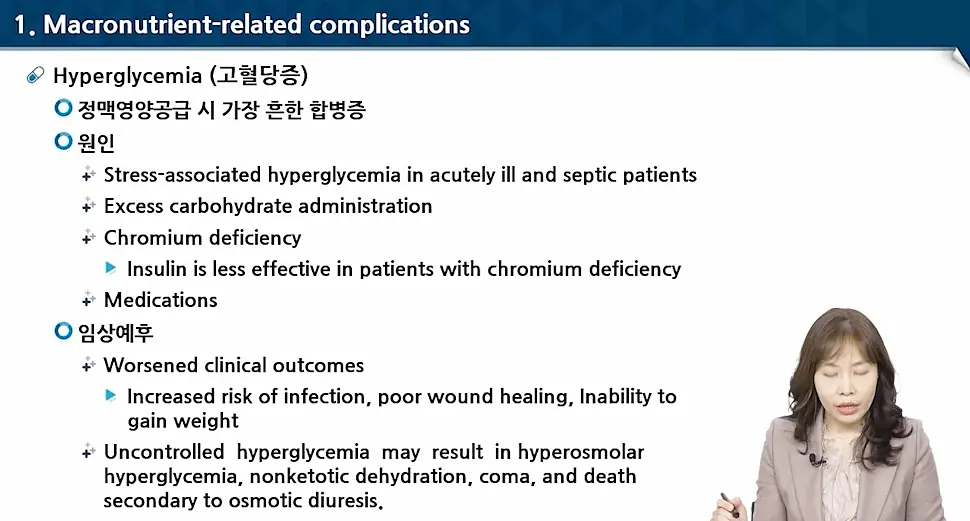 1. Macronutrient-related complications
Hyperglycemia (고혈당증)
정맥영양공급 시 가장 흔한 합병증
원인
Stress-associated hyperglycemia in acutely ill and septic patients
Excess carbohydrate administration
Chromium deficiency
Insulin is less effective in patients with chromium deficiency
Medications
임상예후
Worsened clinical outcomes
Increased risk of infection, poor wound healing, Inability to
gain weight
Uncontrolled hyperglycemia may result in hyperosmolar
hyperglycemia, nonketotic dehydration, coma, and death
secondary to osmotic diuresis.